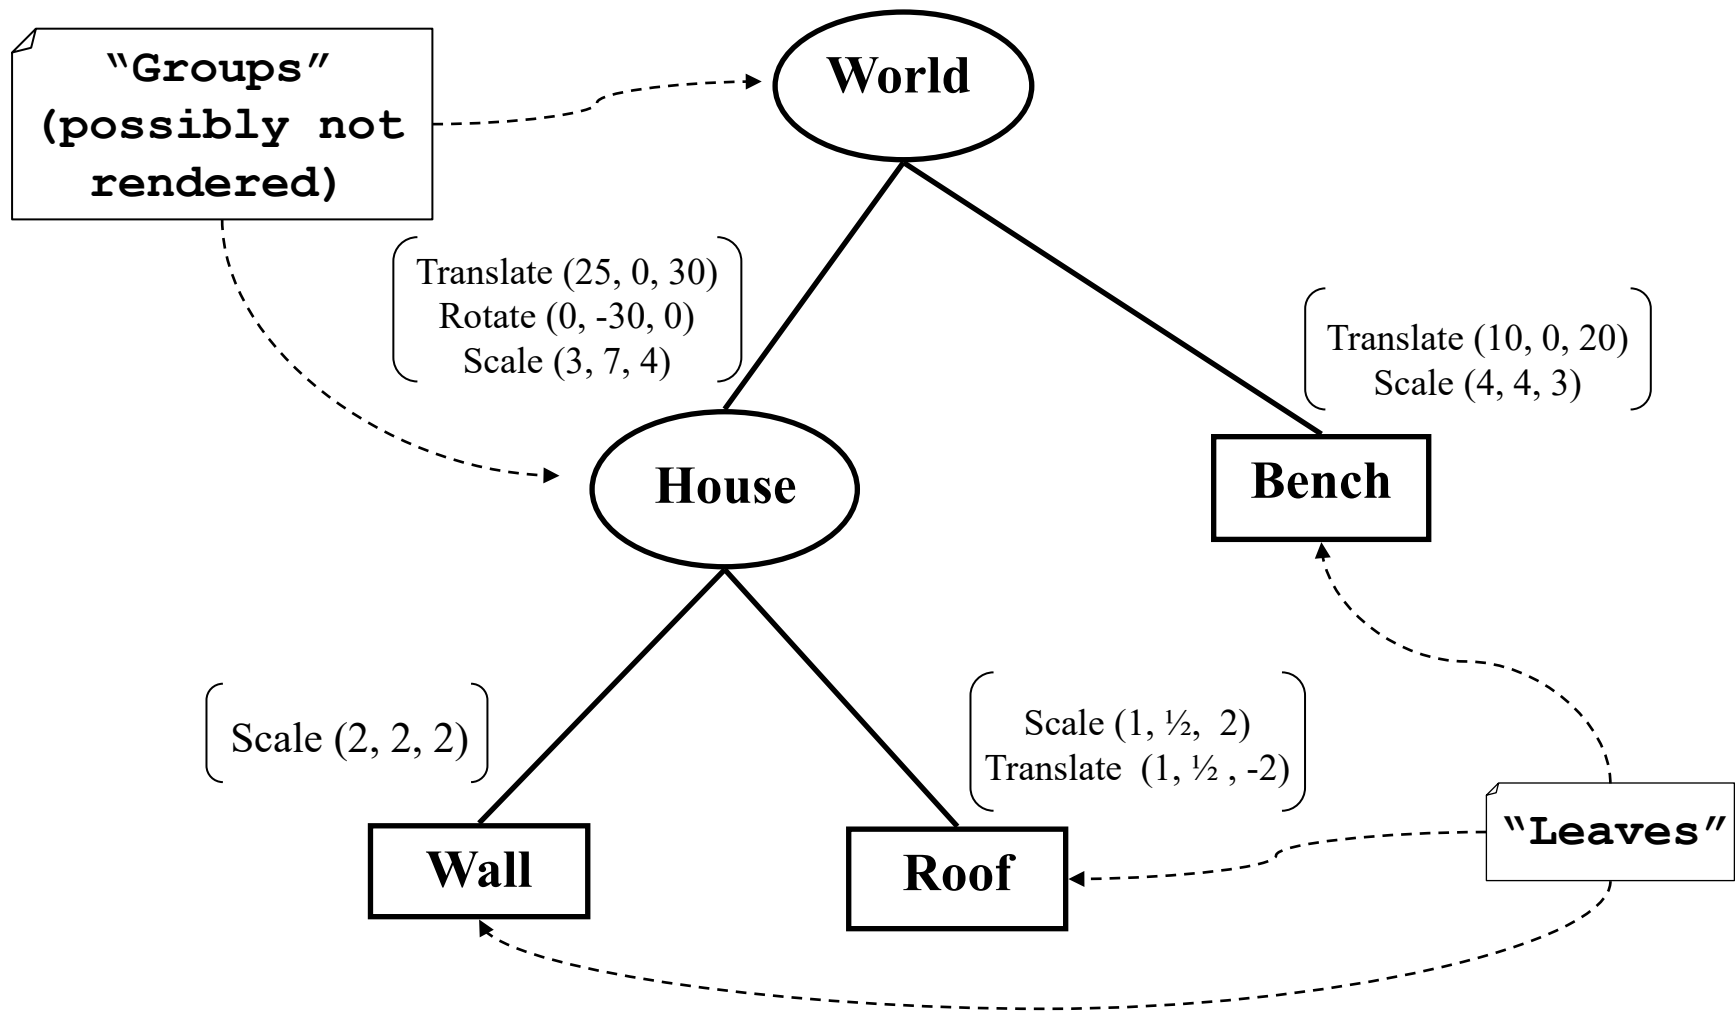 “Groups”
(possibly not
rendered)
World
Translate (25, 0, 30)
Rotate (0, -30, 0)
Scale (3, 7, 4)
Translate (10, 0, 20)
Scale (4, 4, 3)
House
Bench
Scale (2, 2, 2)
Scale (1, ½, 2)
Translate (1, ½ , -2)
“Leaves”
Wall
Roof